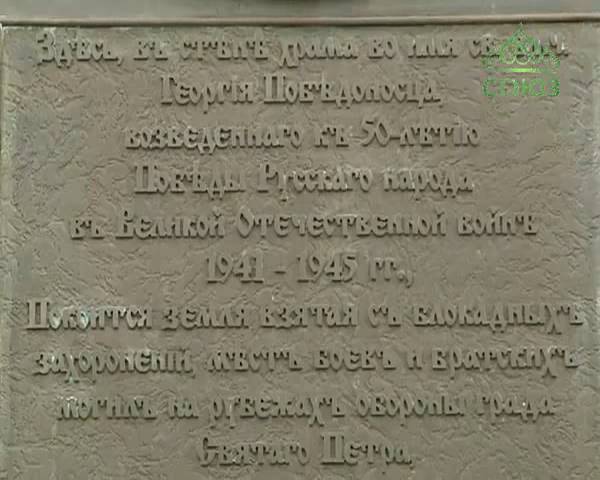 Здѣсь, въ стѣнѣ храма во имя святаго
Георгія Побѣдоносца,
возведеннаго къ 50-лѣтію
Побѣды Русскаго народа
въ Великой Отечественной войнѣ
1941 - 1945 гг.,
Покоится земля взятая съ блокадныхъ
захороненій, мѣстъ боевъ и братскихъ
могилъ на рубежахъ обороны града
Святаго Петра
СОЮЗ